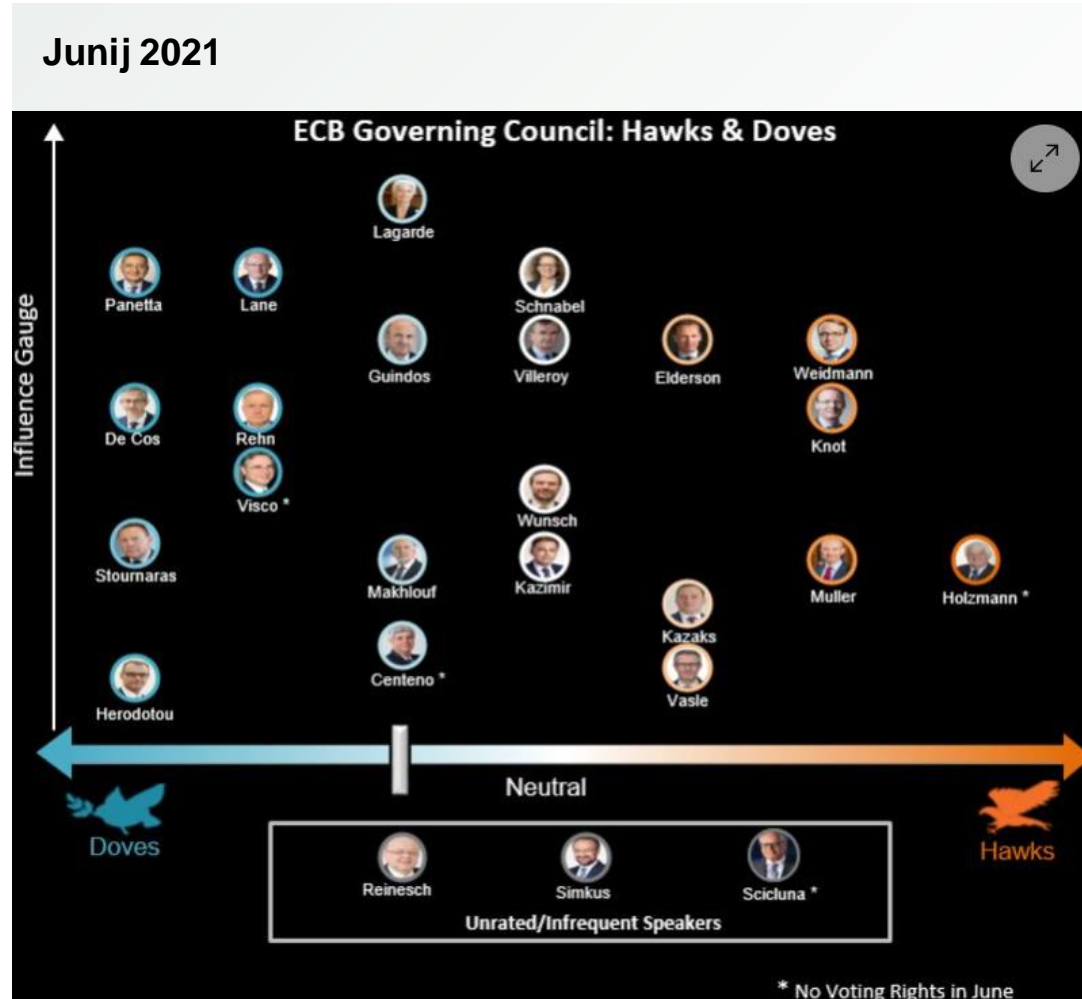 Junij 2021
ECB Governing Council: Hawks & Doves
Influence Gauge
Lagarde
Panetta
Lane
Schnabel
Guindos
Villeroy
Elderson
Weidmann
De Cos
Rehn
Knot
Visco *
Wunsch
Stournaras
Makhlouf
Kazimir
Muller
Holzmann *
Kazaks
Centeno *
Vasle
Herodotou
Neutral
Doves
Hawks
Reinesch
Simkus
Scicluna *
Unrated/Infrequent Speakers
* No Voting Rights in June